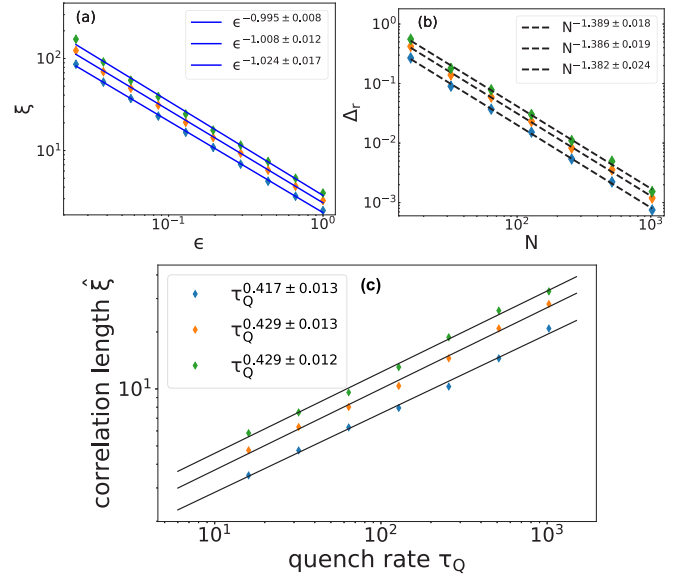 (a)
ϵ^−0.995 ± 0.008
ϵ^−1.008 ± 0.012
ϵ^−1.024 ± 0.017
ξ
10^2
10^1
10^−1
10^0
ϵ
(b)
N^−1.389 ± 0.018
N^−1.386 ± 0.019
N^−1.382 ± 0.024
Δ_r
10^0
10^−1
10^−2
10^−3
10^2
10^3
N
(c)
τ_Q^0.417 ± 0.013
τ_Q^0.429 ± 0.013
τ_Q^0.429 ± 0.012
correlation length ξ̂
10^1
10^1
10^2
10^3
quench rate τ_Q